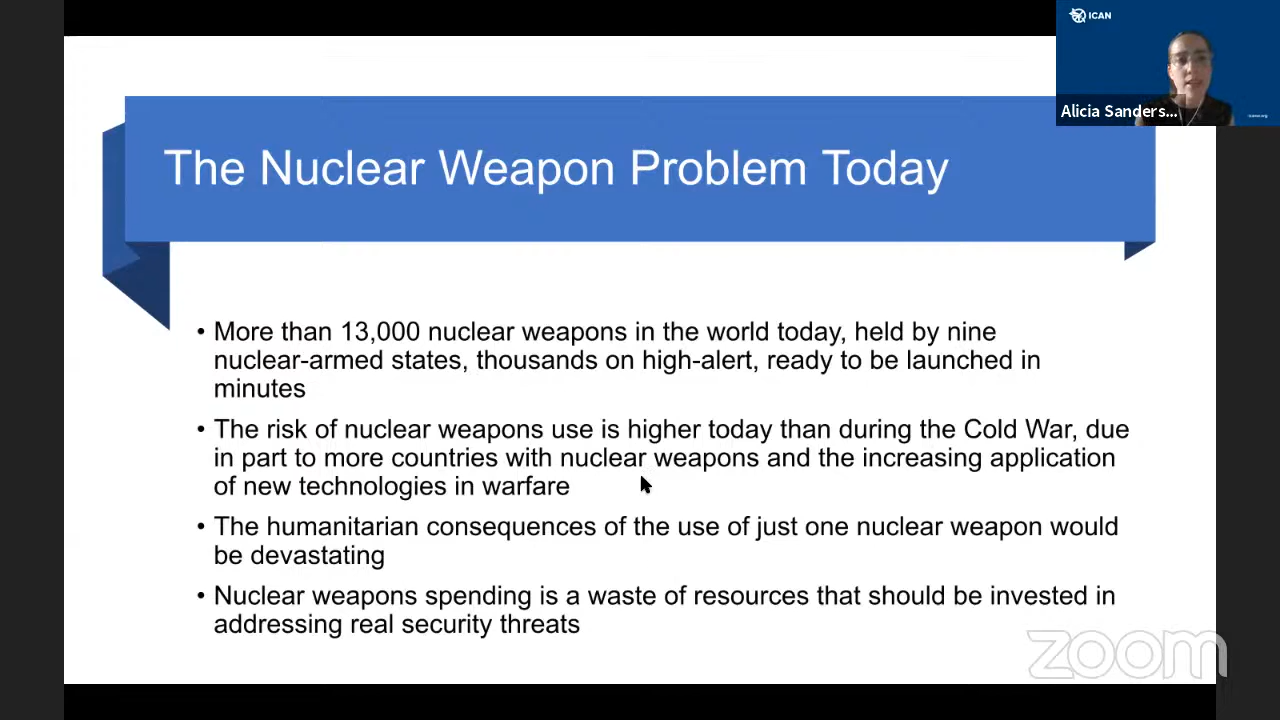 ICAN
Alicia Sanders...
The Nuclear Weapon Problem Today
• More than 13,000 nuclear weapons in the world today, held by nine
nuclear-armed states, thousands on high-alert, ready to be launched in
minutes
• The risk of nuclear weapons use is higher today than during the Cold War, due
in part to more countries with nuclear weapons and the increasing application
of new technologies in warfare
• The humanitarian consequences of the use of just one nuclear weapon would
be devastating
• Nuclear weapons spending is a waste of resources that should be invested in
addressing real security threats
zoom